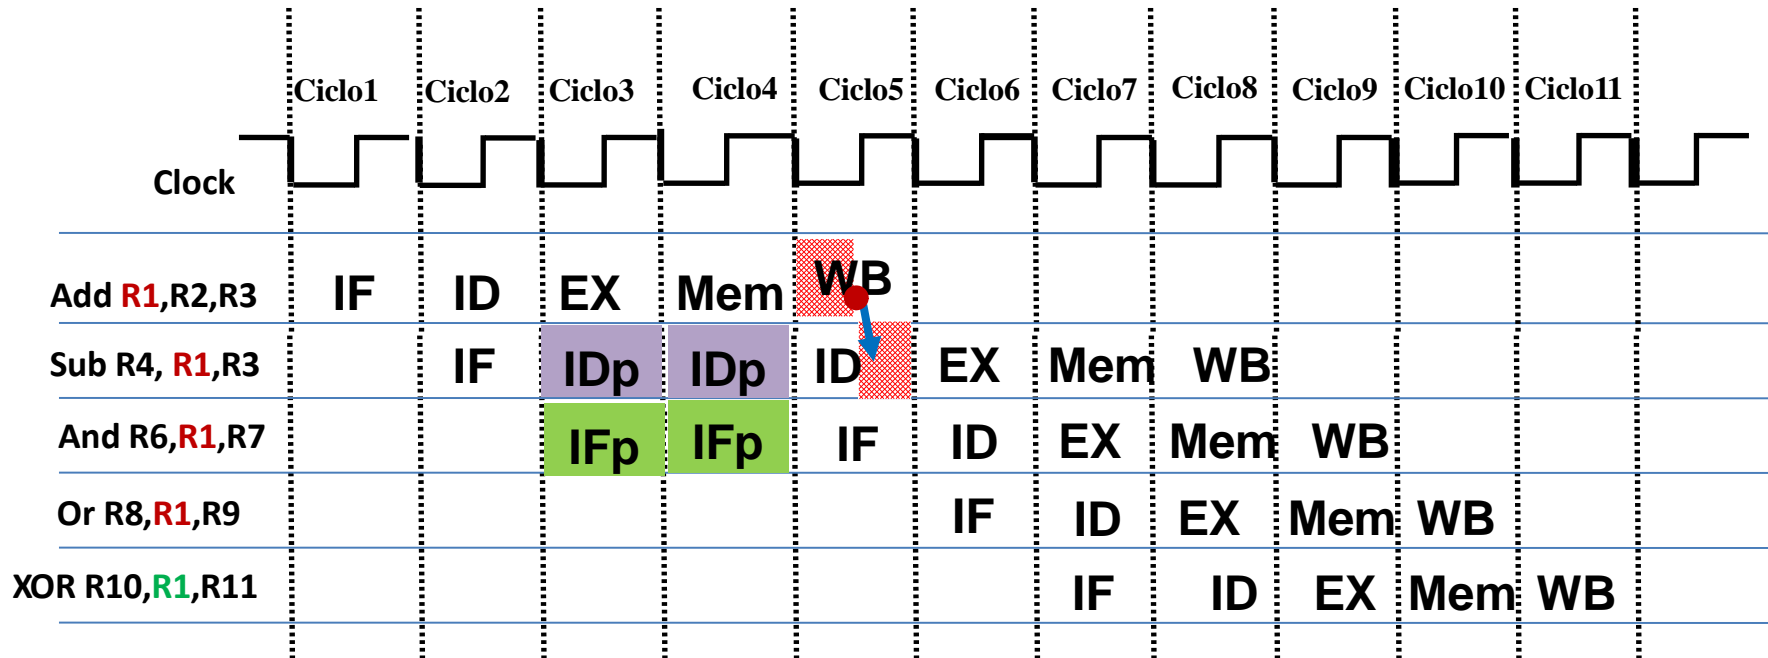 Ciclo1 Ciclo2 Ciclo3 Ciclo4 Ciclo5 Ciclo6 Ciclo7 Ciclo8 Ciclo9 Ciclo10 Ciclo11
Clock
Add R1,R2,R3 IF ID EX Mem WB
Sub R4, R1,R3 IF IDp IDp ID EX Mem WB
And R6,R1,R7 IFp IFp IF ID EX Mem WB
Or R8,R1,R9 IF ID EX Mem WB
XOR R10,R1,R11 IF ID EX Mem WB